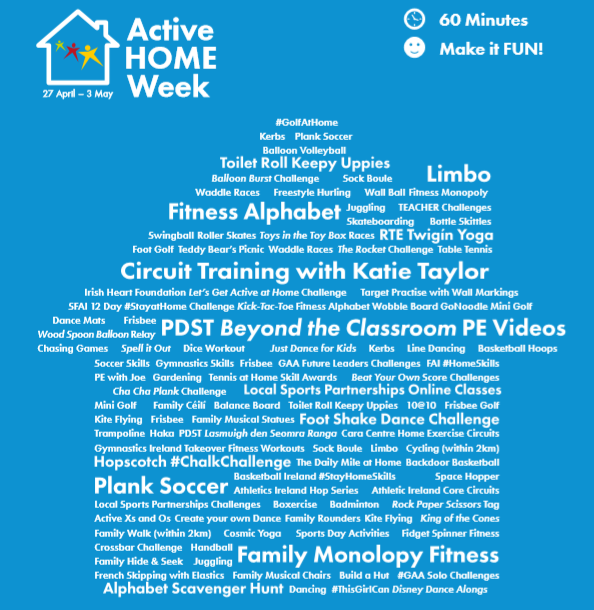 Active
HOME
Week
27 April – 3 May
60 Minutes
Make it FUN!
#GolfAtHome
Kerbs Plank Soccer
Balloon Volleyball
Toilet Roll Keepy Uppies
Balloon Burst Challenge Sock Boule Limbo
Waddle Races Freestyle Hurling Wall Ball Fitness Monopoly
Fitness Alphabet Juggling TEACHER Challenges
Skateboarding Bottle Skittles
Swingball Roller Skates Toys in the Toy Box Races RTE Twigín Yoga
Foot Golf Teddy Bear's Picnic Waddle Races The Rocket Challenge Table Tennis
Circuit Training with Katie Taylor
Irish Heart Foundation Let's Get Active at Home Challenge Target Practise with Wall Markings
SFAI 12 Day #StayatHome Challenge Kick-Tac-Toe Fitness Alphabet Wobble Board GoNoodle Mini Golf
Dance Mats Frisbee
Wood Spoon Balloon Relay PDST Beyond the Classroom PE Videos
Chasing Games Spell it Out Dice Workout Just Dance for Kids Kerbs Line Dancing Basketball Hoops
Soccer Skills Gymnastics Skills Frisbee GAA Future Leaders Challenges FAI #HomeSkills
PE with Joe Gardening Tennis at Home Skill Awards Beat Your Own Score Challenges
Cha Cha Plank Challenge Local Sports Partnerships Online Classes
Mini Golf Family Céilí Balance Board Toilet Roll Keepy Uppies 10@10 Frisbee Golf
Kite Flying Frisbee Family Musical Statues Foot Shake Dance Challenge
Trampoline Haka PDST Lasmuigh den Seomra Ranga Cara Centre Home Exercise Circuits
Gymnastics Ireland Takeover Fitness Workouts Sock Boule Limbo Cycling (within 2km)
Hopscotch #ChalkChallenge The Daily Mile at Home Backdoor Basketball
Plank Soccer Basketball Ireland #StayHomeSkills Space Hopper
Athletics Ireland Hop Series Athletic Ireland Core Circuits
Local Sports Partnerships Challenges Boxercise Badminton Rock Paper Scissors Tag
Active Xs and Os Create your own Dance Family Rounders Kite Flying King of the Cones
Family Walk (within 2km) Cosmic Yoga Sports Day Activities Fidget Spinner Fitness
Crossbar Challenge Handball
Family Hide & Seek Juggling Family Monolopy Fitness
French Skipping with Elastics Family Musical Chairs Build a Hut #GAA Solo Challenges
Alphabet Scavenger Hunt Dancing #ThisGirlCan Disney Dance Alongs